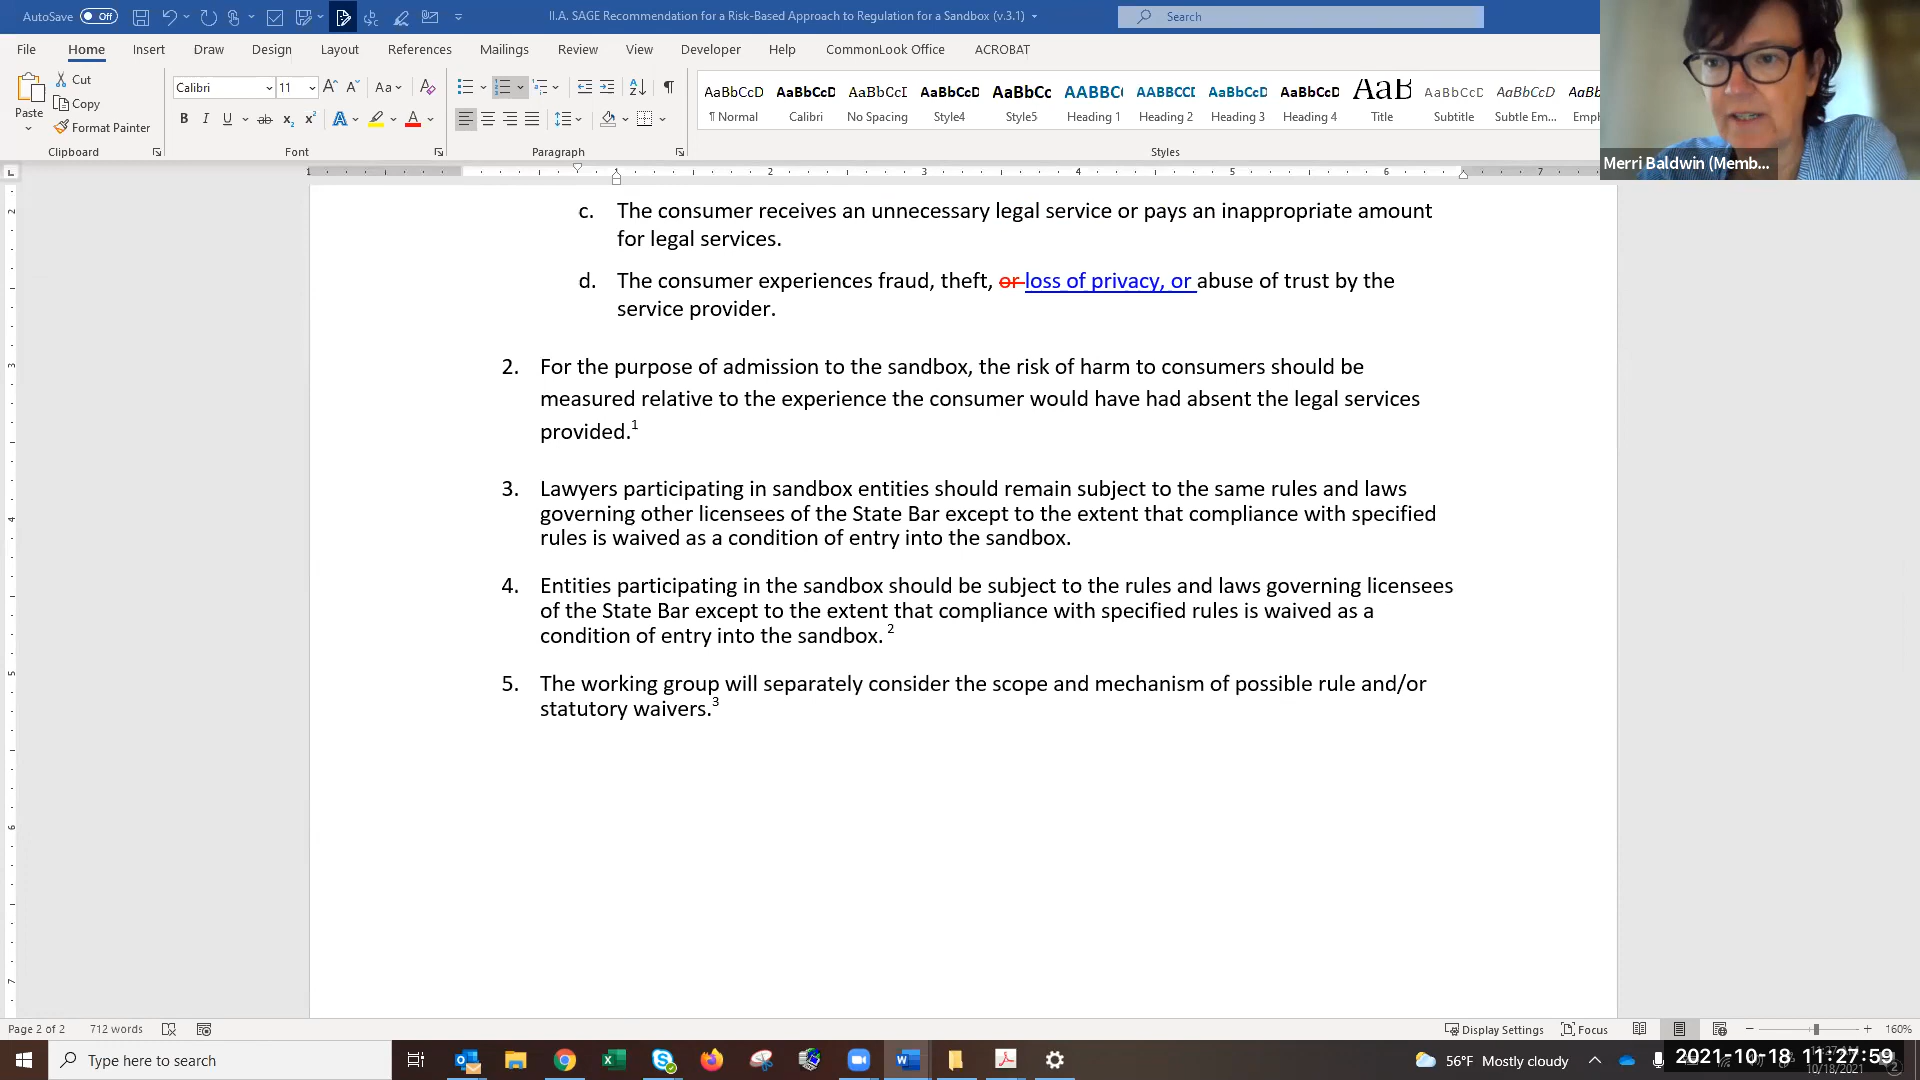 AutoSave Off II.A. SAGE Recommendation for a Risk-Based Approach to Regulation for a Sandbox (v.3.1) Search
File Home Insert Draw Design Layout References Mailings Review View Developer Help CommonLook Office ACROBAT
Paste Cut
Copy
Format Painter
Calibri 11
Clipboard Font Paragraph Styles
AaBbCcD AaBbCcD AaBbCcI AaBbCcD AaBbCc AABBC AABBCCI AaBbCcD AaBbCcD AaB AaBbCcD AaBbCcD AaBb
¶ Normal Calibri No Spacing Style4 Style5 Heading 1 Heading 2 Heading 3 Heading 4 Title Subtitle Subtle Em... Emph
Merri Baldwin (Memb...
1 1 2 3 4 5 6 7
c. The consumer receives an unnecessary legal service or pays an inappropriate amount
for legal services.
d. The consumer experiences fraud, theft, or loss of privacy, or abuse of trust by the
service provider.
2. For the purpose of admission to the sandbox, the risk of harm to consumers should be
measured relative to the experience the consumer would have had absent the legal services
provided.1
3. Lawyers participating in sandbox entities should remain subject to the same rules and laws
governing other licensees of the State Bar except to the extent that compliance with specified
rules is waived as a condition of entry into the sandbox.
4. Entities participating in the sandbox should be subject to the rules and laws governing licensees
of the State Bar except to the extent that compliance with specified rules is waived as a
condition of entry into the sandbox. 2
5. The working group will separately consider the scope and mechanism of possible rule and/or
statutory waivers.3
Page 2 of 2 712 words Display Settings Focus 160%
Type here to search 56°F Mostly cloudy 2021-10-18 11:27:59
10/18/2021